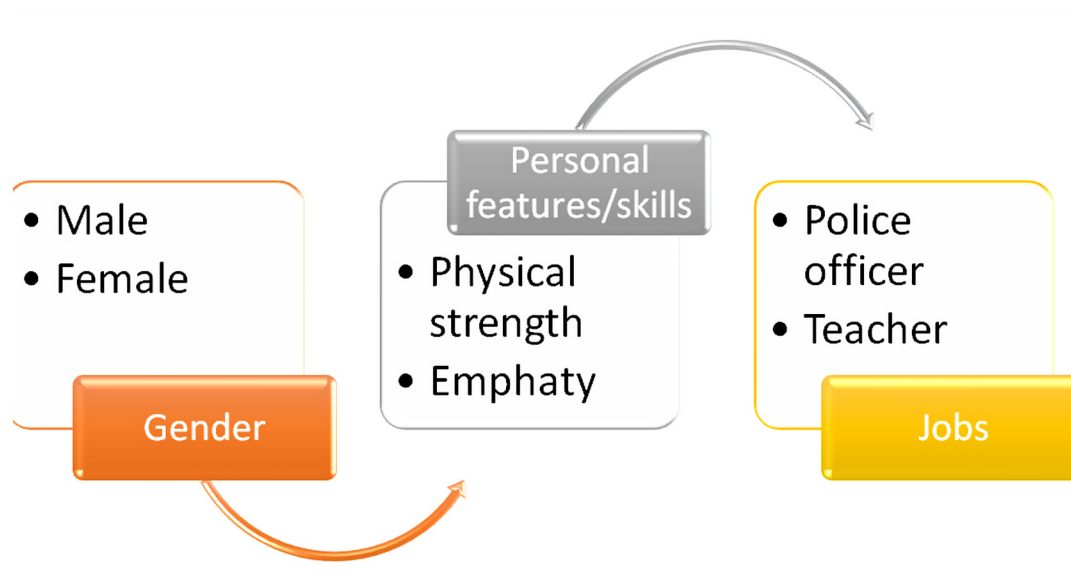 • Male
• Female
Gender
Personal
features/skills
• Physical
strength
• Emphaty
• Police
officer
• Teacher
Jobs